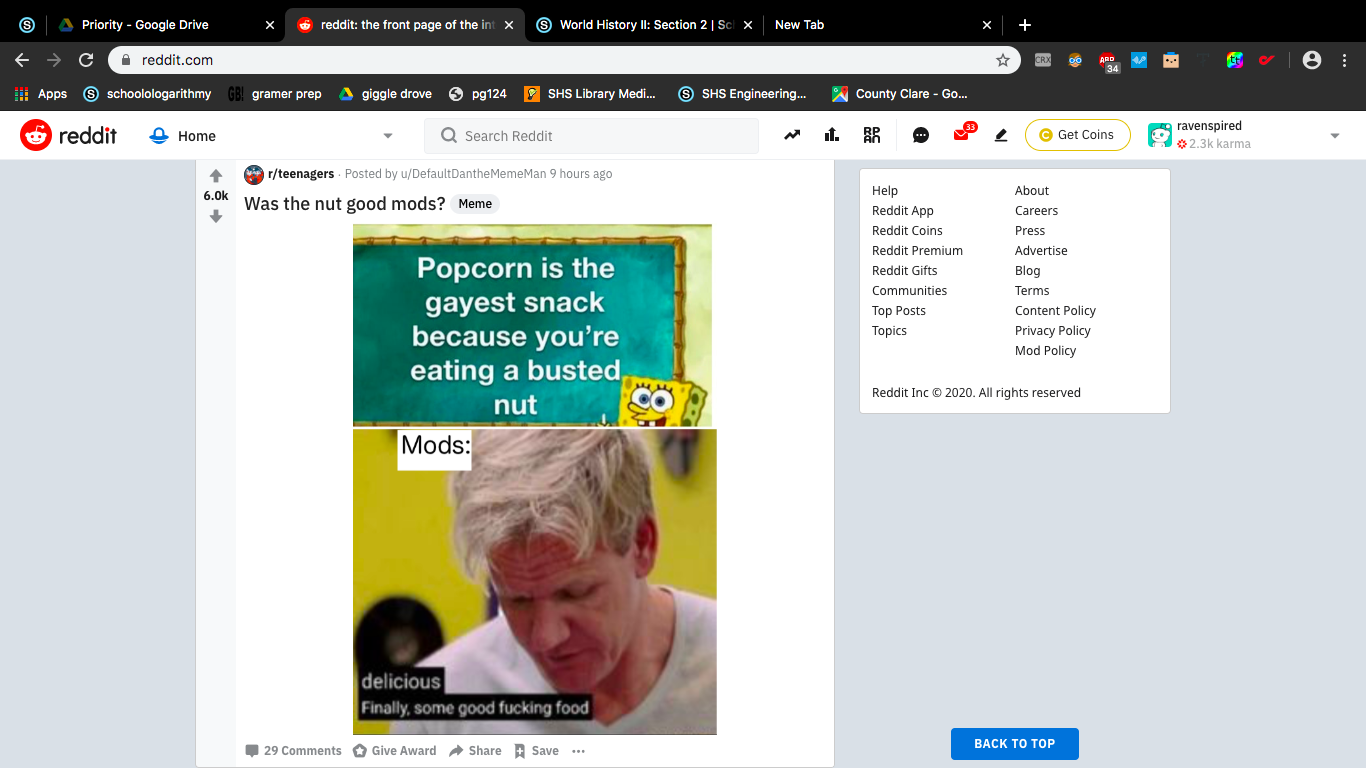 Priority - Google Drive
reddit: the front page of the int
World History II: Section 2 | Sc
New Tab
reddit.com
CRX
ABP
34
Apps
schoolologarithmy
GB!
gramer prep
giggle drove
pg124
SHS Library Medi...
SHS Engineering...
County Clare - Go...
reddit
Home
Search Reddit
33
Get Coins
ravenspired
2.3k karma
6.0k
r/teenagers · Posted by u/DefaultDantheMemeMan 9 hours ago
Was the nut good mods?
Meme
Popcorn is the
gayest snack
because you're
eating a busted
nut
Mods:
delicious
Finally, some good fucking food
29 Comments
Give Award
Share
Save
Help
Reddit App
Reddit Coins
Reddit Premium
Reddit Gifts
Communities
Top Posts
Topics
About
Careers
Press
Advertise
Blog
Terms
Content Policy
Privacy Policy
Mod Policy
Reddit Inc © 2020. All rights reserved
BACK TO TOP